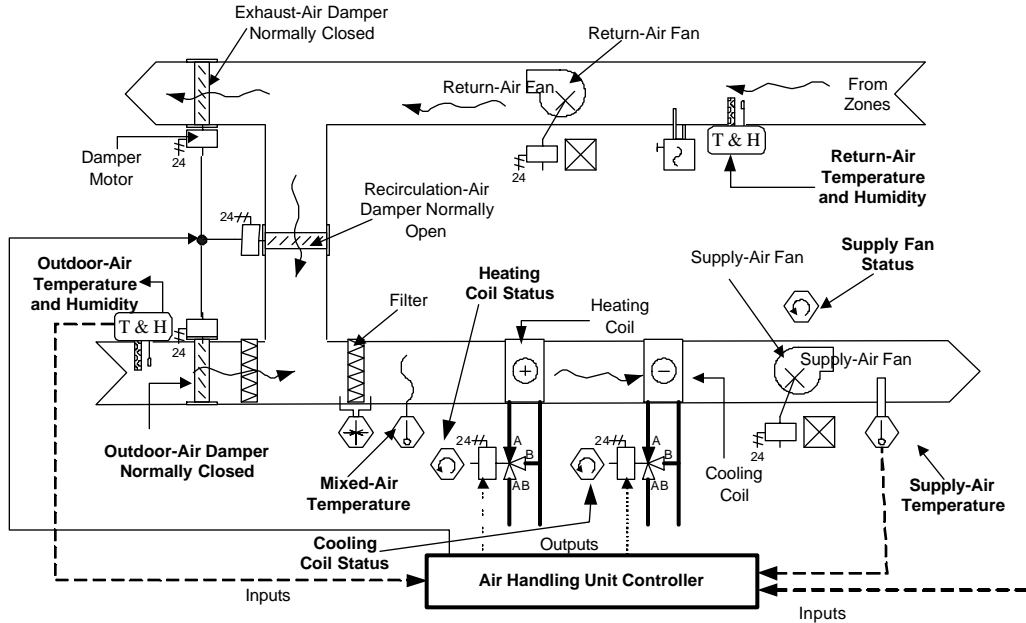 Exhaust-Air Damper
Normally Closed
Return-Air Fan
Return-Air Fan
From
Zones
T & H
24
Damper
Motor
24
Return-Air
Temperature
and Humidity
Recirculation-Air
Damper Normally
Open
24
Outdoor-Air
Temperature
and Humidity
Supply Fan
Status
Supply-Air Fan
Heating
Coil Status
Filter
Heating
Coil
T & H
24
+
−
Supply-Air Fan
Outdoor-Air Damper
Normally Closed
24
A
B
AB
24
A
B
AB
24
Mixed-Air
Temperature
Cooling
Coil
Supply-Air
Temperature
Cooling
Coil Status
Outputs
Air Handling Unit Controller
Inputs
Inputs